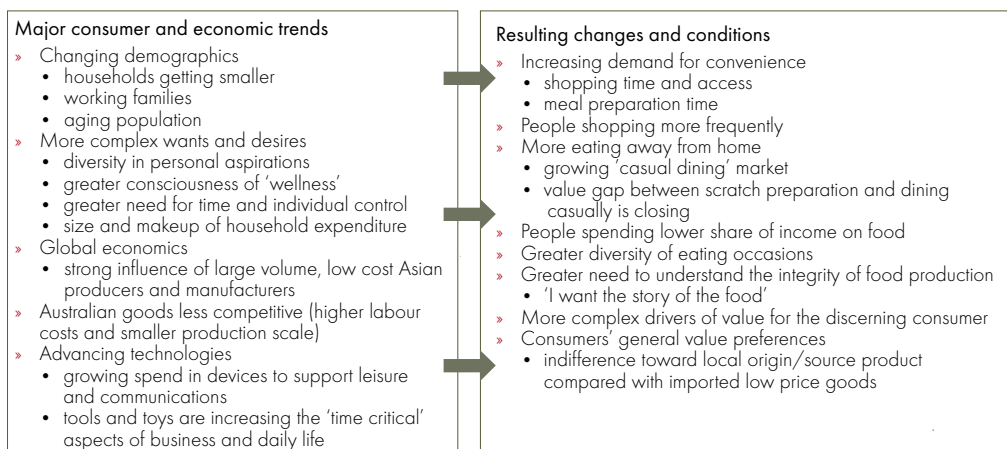 Major consumer and economic trends
» Changing demographics
• households getting smaller
• working families
• aging population
» More complex wants and desires
• diversity in personal aspirations
• greater consciousness of ‘wellness’
• greater need for time and individual control
• size and makeup of household expenditure
» Global economics
• strong influence of large volume, low cost Asian
producers and manufacturers
» Australian goods less competitive (higher labour
costs and smaller production scale)
» Advancing technologies
• growing spend in devices to support leisure
and communications
• tools and toys are increasing the ‘time critical’
aspects of business and daily life
Resulting changes and conditions
» Increasing demand for convenience
• shopping time and access
• meal preparation time
» People shopping more frequently
» More eating away from home
• growing ‘casual dining’ market
• value gap between scratch preparation and dining
casually is closing
» People spending lower share of income on food
» Greater diversity of eating occasions
» Greater need to understand the integrity of food production
• ‘I want the story of the food’
» More complex drivers of value for the discerning consumer
» Consumers’ general value preferences
• indifference toward local origin/source product
compared with imported low price goods